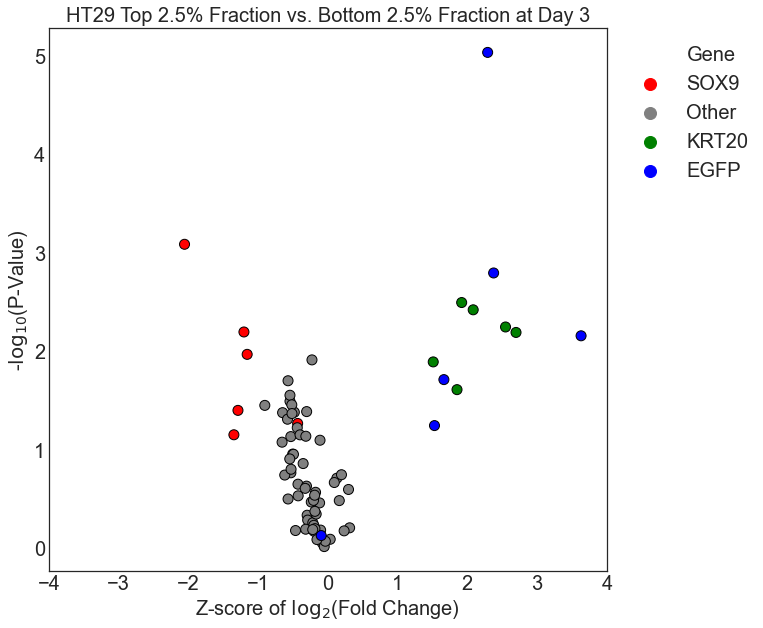 HT29 Top 2.5% Fraction vs. Bottom 2.5% Fraction at Day 3
5
4
3
2
1
0
-log10(P-Value)
−4 −3 −2 −1 0 1 2 3 4
Z-score of log2(Fold Change)
Gene
SOX9
Other
KRT20
EGFP